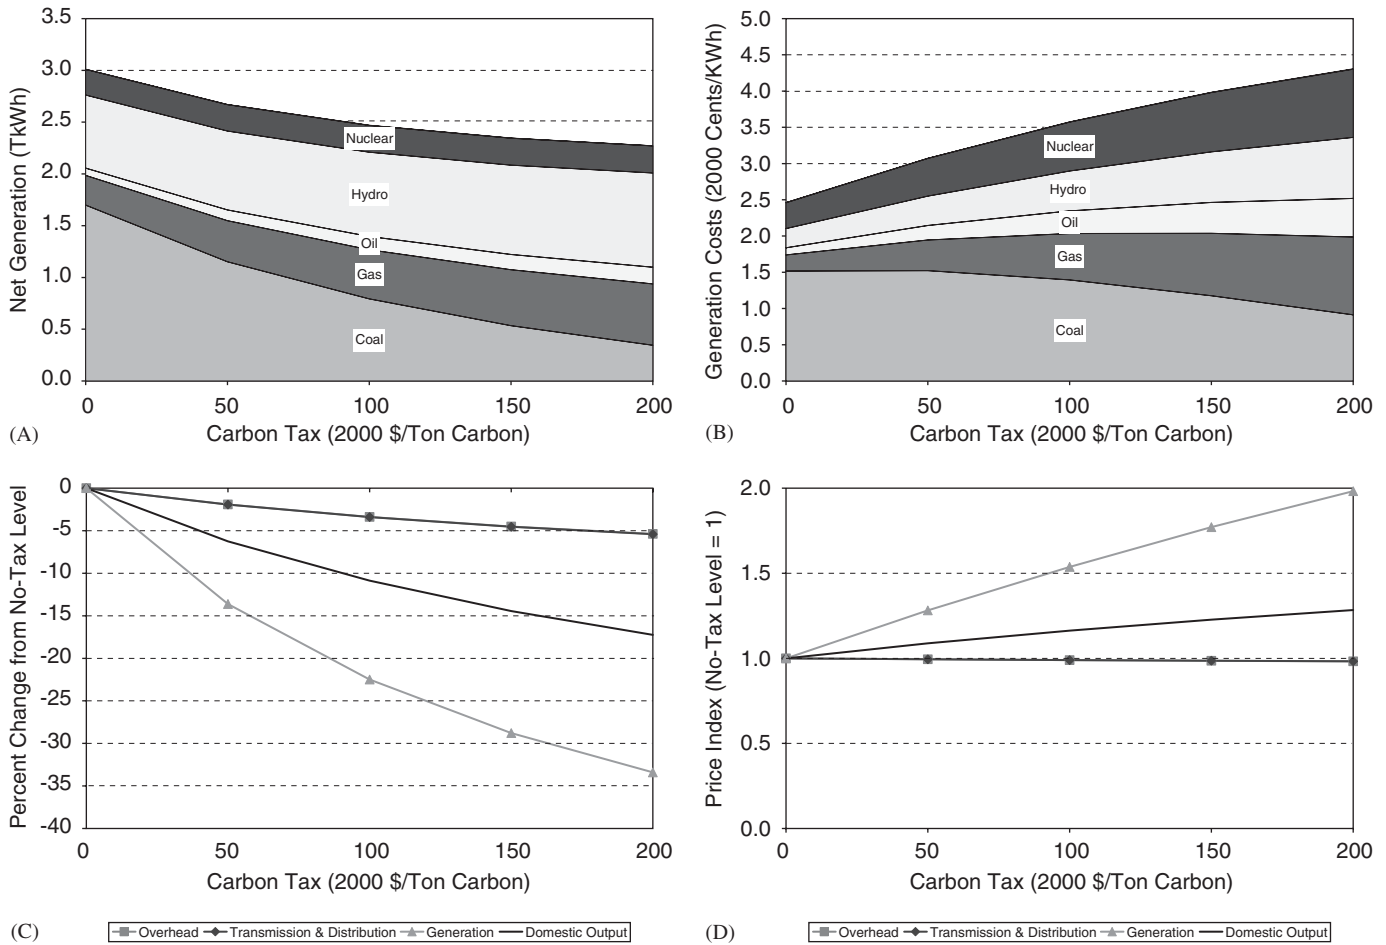 Net Generation (TkWh)
3.5
3.0
2.5
2.0
1.5
1.0
0.5
0.0
Nuclear
Hydro
Oil
Gas
Coal
0 50 100 150 200
Carbon Tax (2000 $/Ton Carbon)
(A)
Generation Costs (2000 Cents/KWh)
5.0
4.5
4.0
3.5
3.0
2.5
2.0
1.5
1.0
0.5
0.0
Nuclear
Hydro
Oil
Gas
Coal
0 50 100 150 200
Carbon Tax (2000 $/Ton Carbon)
(B)
Percent Change from No-Tax Level
0
-5
-10
-15
-20
-25
-30
-35
-40
0 50 100 150 200
Carbon Tax (2000 $/Ton Carbon)
(C)
Overhead Transmission & Distribution Generation Domestic Output
Price Index (No-Tax Level = 1)
2.0
1.5
1.0
0.5
0.0
0 50 100 150 200
Carbon Tax (2000 $/Ton Carbon)
(D)
Overhead Transmission & Distribution Generation Domestic Output